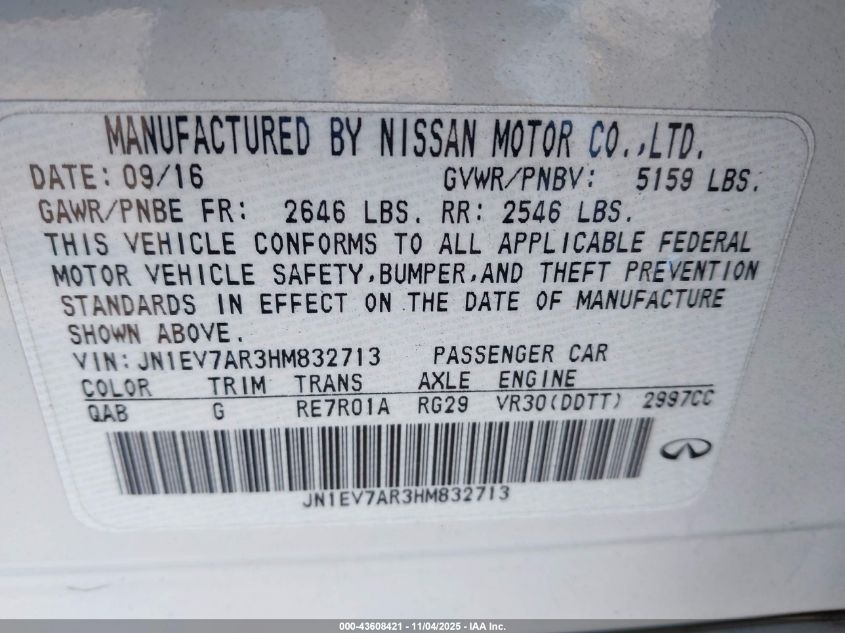 MANUFACTURED BY NISSAN MOTOR CO.,LTD.
DATE: 09/16 GVWR/PNBV: 5159 LBS.
GAWR/PNBE FR: 2646 LBS. RR: 2546 LBS.
THIS VEHICLE CONFORMS TO ALL APPLICABLE FEDERAL
MOTOR VEHICLE SAFETY,BUMPER,AND THEFT PREVENTION
STANDARDS IN EFFECT ON THE DATE OF MANUFACTURE
SHOWN ABOVE.
VIN: JN1EV7AR3HM832713 PASSENGER CAR
COLOR TRIM TRANS AXLE ENGINE
QAB G RE7R01A RG29 VR30(DDTT) 2997CC
JN1EV7AR3HM832713
000-43608421 - 11/04/2025 - IAA Inc.